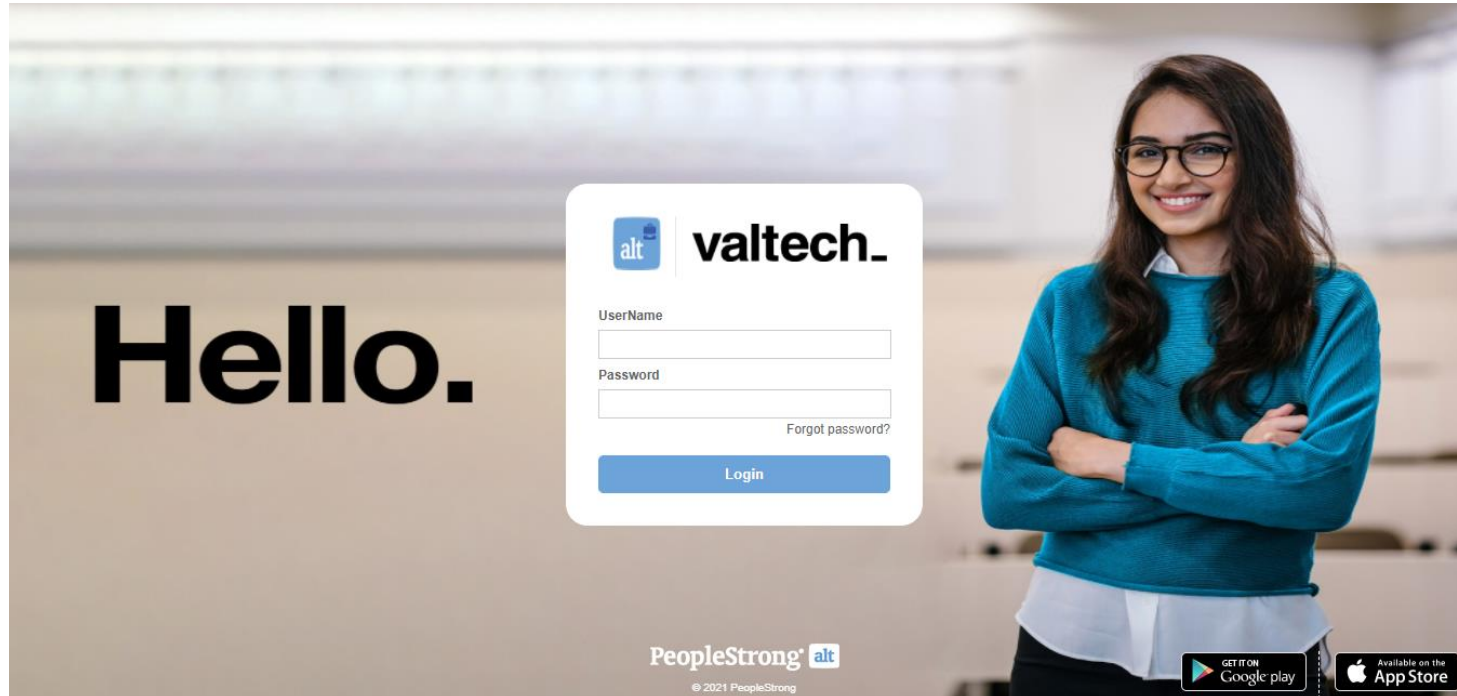 alt
valtech_
Hello.
UserName
Password
Forgot password?
Login
PeopleStrong alt
© 2021 PeopleStrong
GET IT ON
Google play
Available on the
App Store